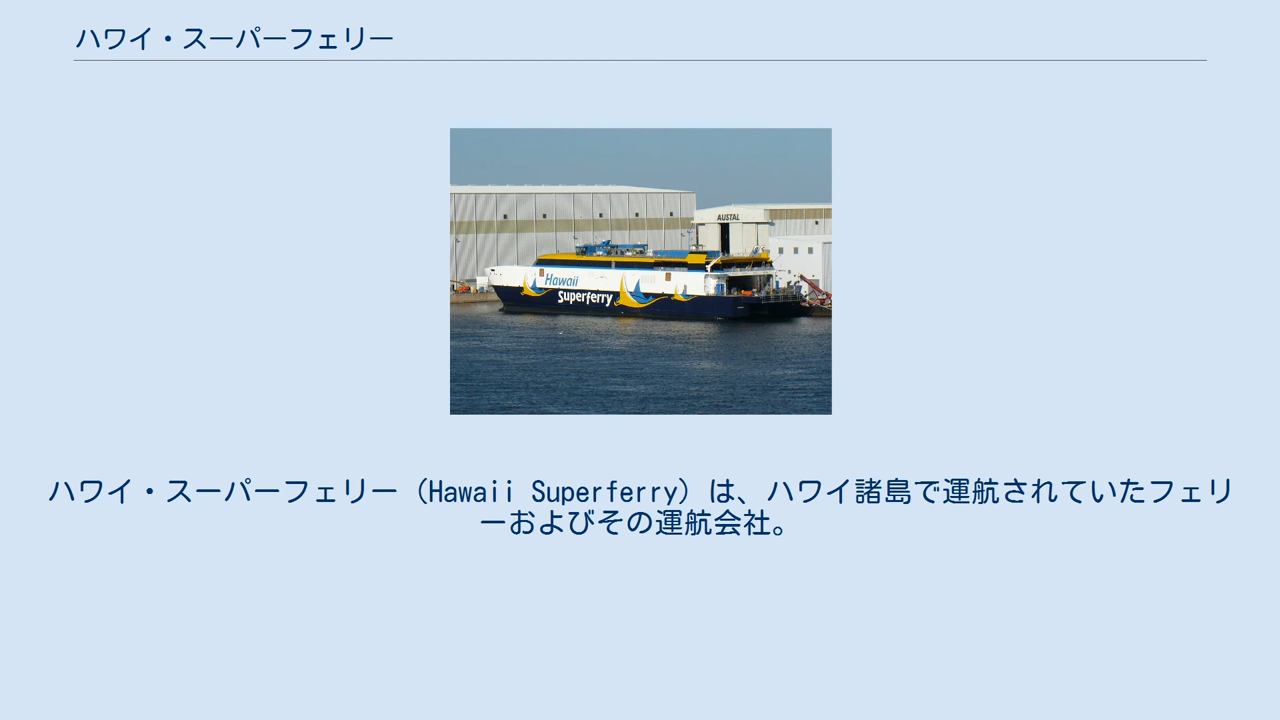 ハワイ・スーパーフェリー
AUSTAL
Hawaii
Superferry
ハワイ・スーパーフェリー（Hawaii Superferry）は、ハワイ諸島で運航されていたフェリ
ーおよびその運航会社。